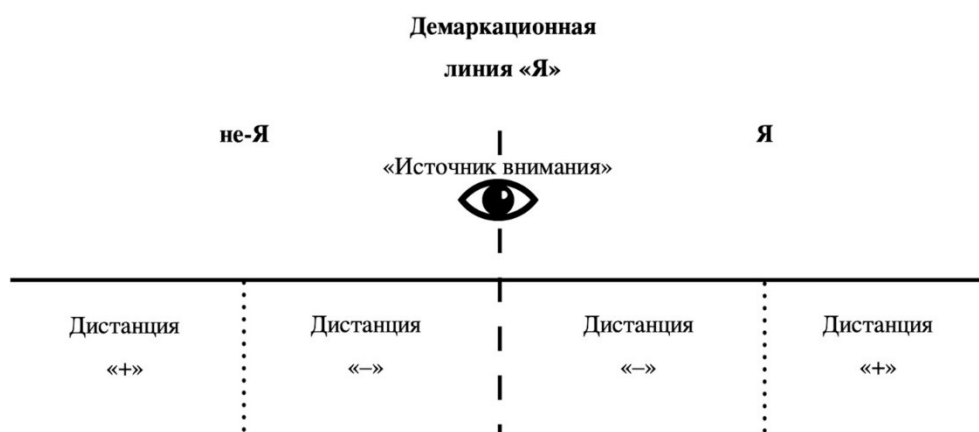 Демаркационная
линия «Я»
не-Я
Я
«Источник внимания»
Дистанция
«+»
Дистанция
«–»
Дистанция
«–»
Дистанция
«+»